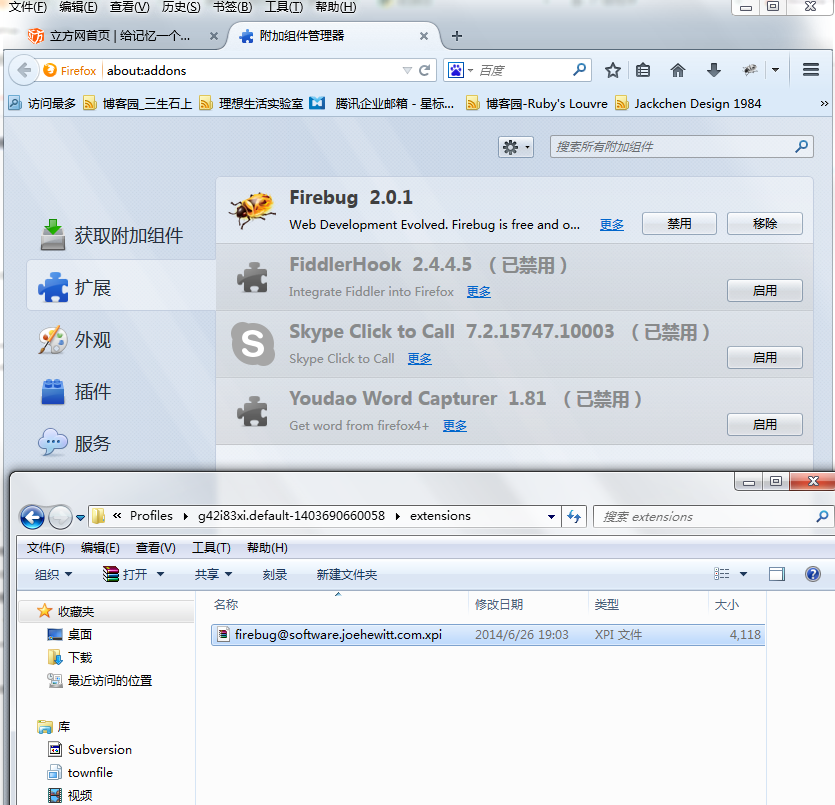 文件(F) 编辑(E) 查看(V) 历史(S) 书签(B) 工具(T) 帮助(H)
立方网首页 | 给记忆一个... 附加组件管理器
Firefox about:addons 百度
访问最多 博客园_三生石上 理想生活实验室 腾讯企业邮箱 - 星标... 博客园-Ruby's Louvre Jackchen Design 1984 »
搜索所有附加组件
Firebug 2.0.1
Web Development Evolved. Firebug is free and o... 更多 禁用 移除
获取附加组件
FiddlerHook 2.4.4.5 （已禁用）
Integrate Fiddler into Firefox 更多 启用
扩展
Skype Click to Call 7.2.15747.10003 （已禁用）
Skype Click to Call 更多 启用
外观
Youdao Word Capturer 1.81 （已禁用）
Get word from firefox4+ 更多 启用
插件
服务
« Profiles g42i83xi.default-1403690660058 extensions 搜索 extensions
文件(F) 编辑(E) 查看(V) 工具(T) 帮助(H)
组织 打开 共享 刻录 新建文件夹
名称 修改日期 类型 大小
收藏夹
firebug@software.joehewitt.com.xpi 2014/6/26 19:03 XPI 文件 4,118
桌面
下载
最近访问的位置
库
Subversion
townfile
视频